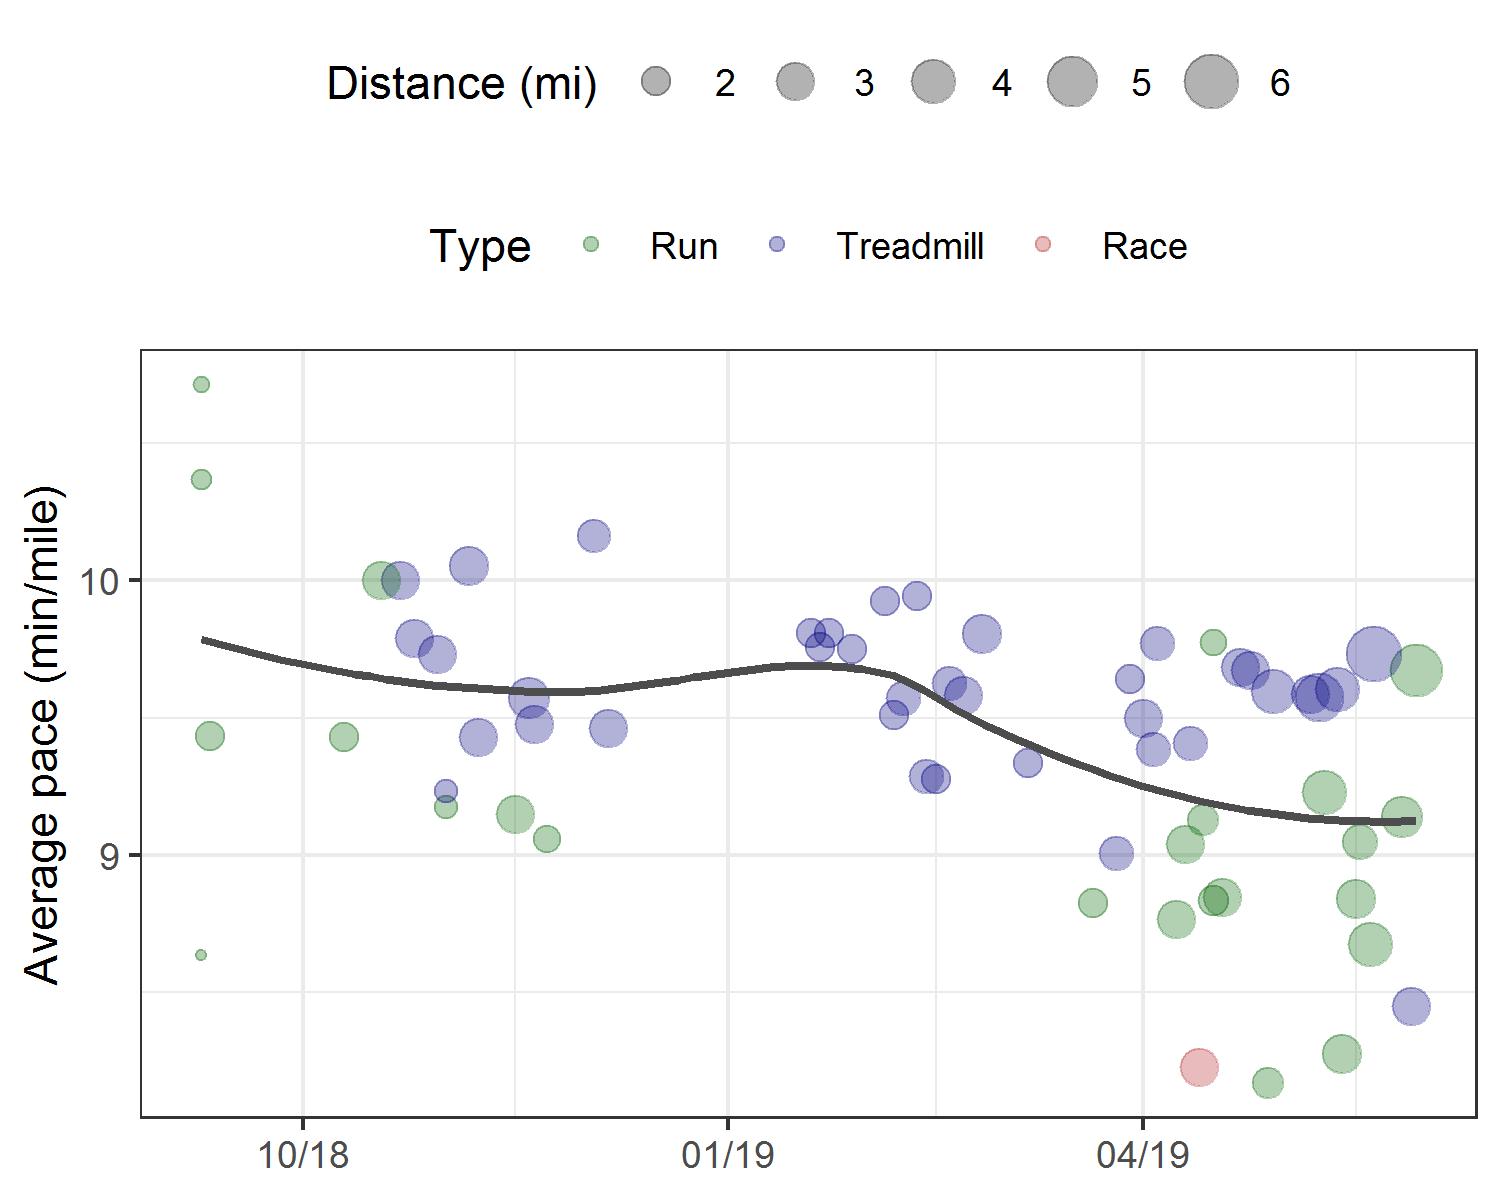 Distance (mi) 2 3 4 5 6
Type Run Treadmill Race
Average pace (min/mile)
10
9
10/18 01/19 04/19